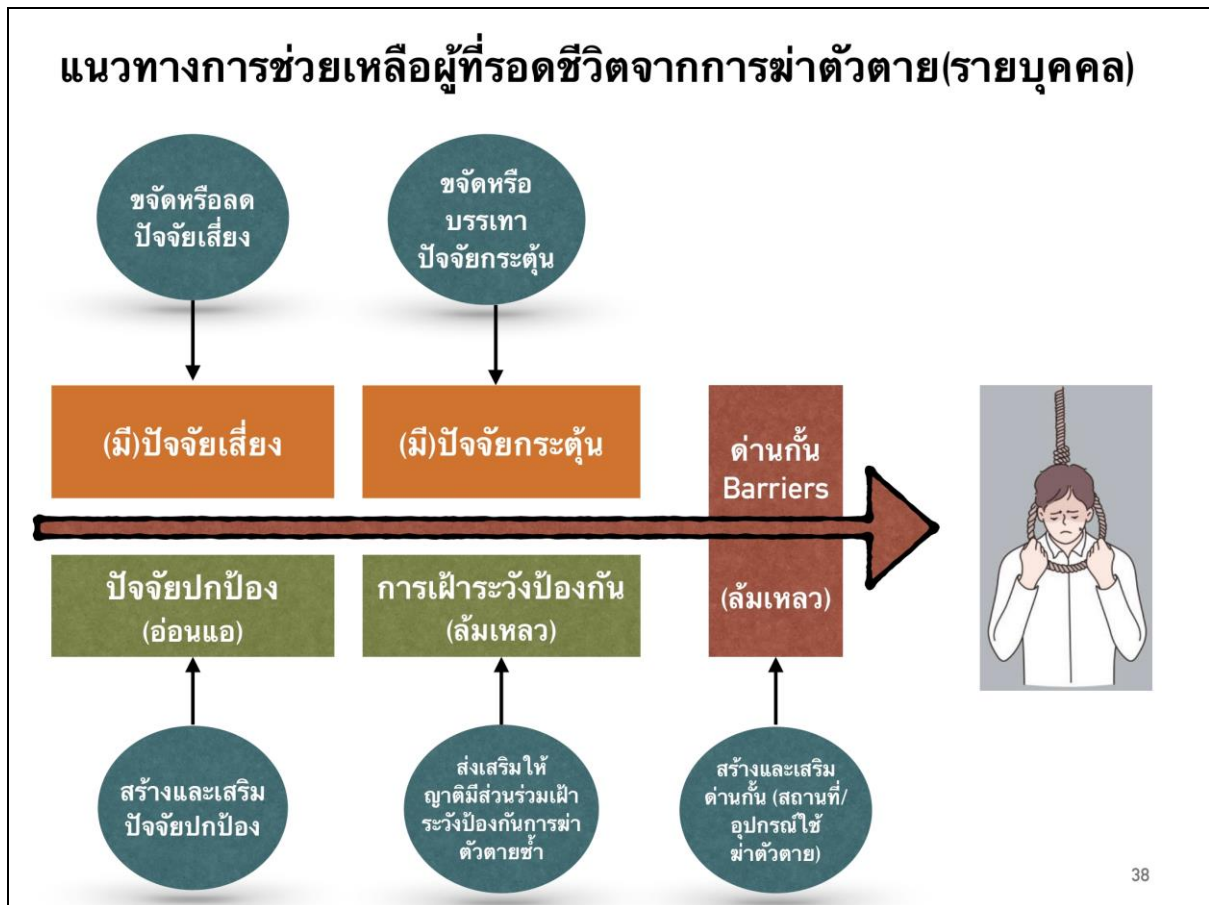 แนวทางการช่วยเหลือผู้ที่รอดชีวิตจากการฆ่าตัวตาย(รายบุคคล)
ขจัดหรือลด
ปัจจัยเสี่ยง
ขจัดหรือ
บรรเทา
ปัจจัยกระตุ้น
(มี)ปัจจัยเสี่ยง
(มี)ปัจจัยกระตุ้น
ด่านกั้น
Barriers
ปัจจัยปกป้อง
(อ่อนแอ)
การเฝ้าระวังป้องกัน
(ล้มเหลว)
(ล้มเหลว)
สร้างและเสริม
ปัจจัยปกป้อง
ส่งเสริมให้
ญาติมีส่วนร่วมเฝ้า
ระวังป้องกันการฆ่า
ตัวตายซ้ำ
สร้างและเสริม
ด่านกั้น (สถานที่/
อุปกรณ์ใช้
ฆ่าตัวตาย)
38